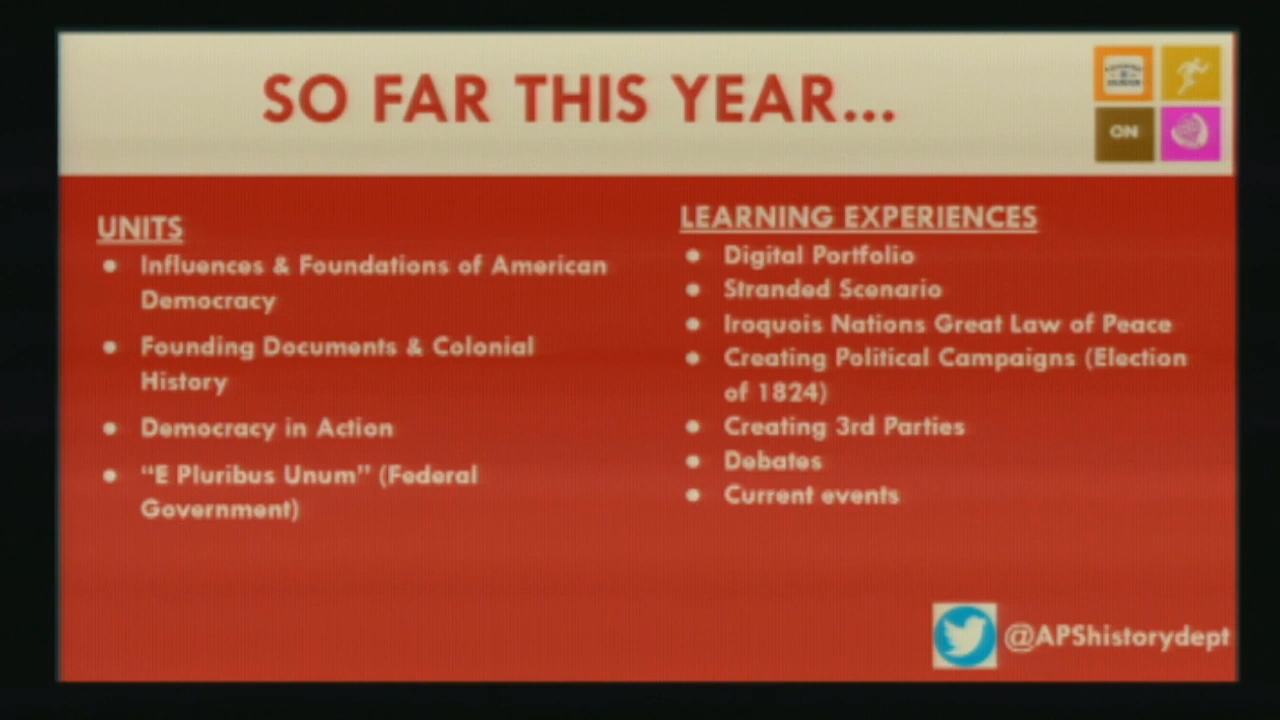 SO FAR THIS YEAR...
ON
UNITS
● Influences & Foundations of American
Democracy
● Founding Documents & Colonial
History
● Democracy in Action
● “E Pluribus Unum” (Federal
Government)
LEARNING EXPERIENCES
● Digital Portfolio
● Stranded Scenario
● Iroquois Nations Great Law of Peace
● Creating Political Campaigns (Election
of 1824)
● Creating 3rd Parties
● Debates
● Current events
@APShistorydept